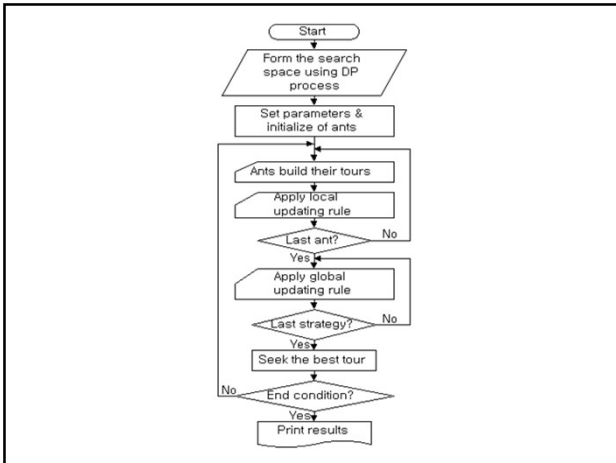 Start
Form the search
space using DP
process
Set parameters &
initialize of ants
Ants build their tours
Apply local
updating rule
Last ant?
No
Yes
Apply global
updating rule
Last strategy?
No
Yes
Seek the best tour
No
End condition?
Yes
Print results